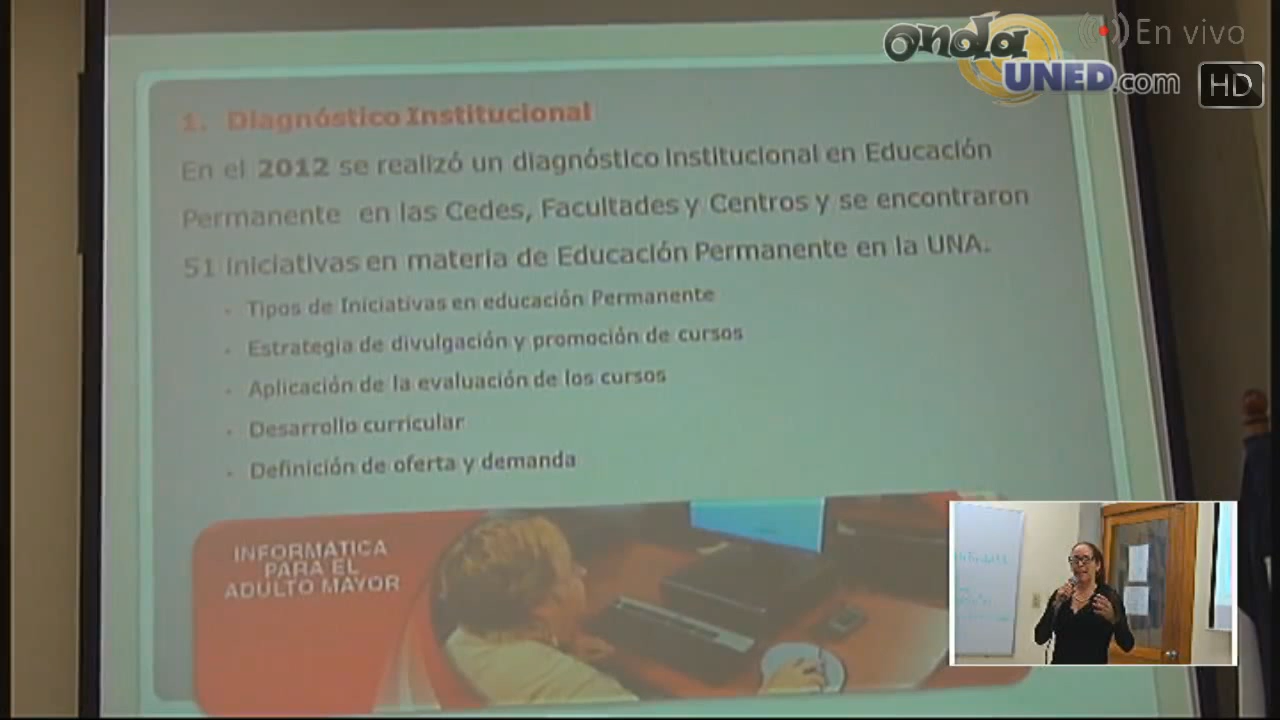 onda
UNED.com
En vivo
HD
1. Diagnóstico Institucional
En el 2012 se realizó un diagnóstico institucional en Educación
Permanente en las Cedes, Facultades y Centros y se encontraron
51 iniciativas en materia de Educación Permanente en la UNA.
- Tipos de Iniciativas en educación Permanente
- Estrategia de divulgación y promoción de cursos
- Aplicación de la evaluación de los cursos
- Desarrollo curricular
- Definición de oferta y demanda
INFORMÁTICA
PARA EL
ADULTO MAYOR